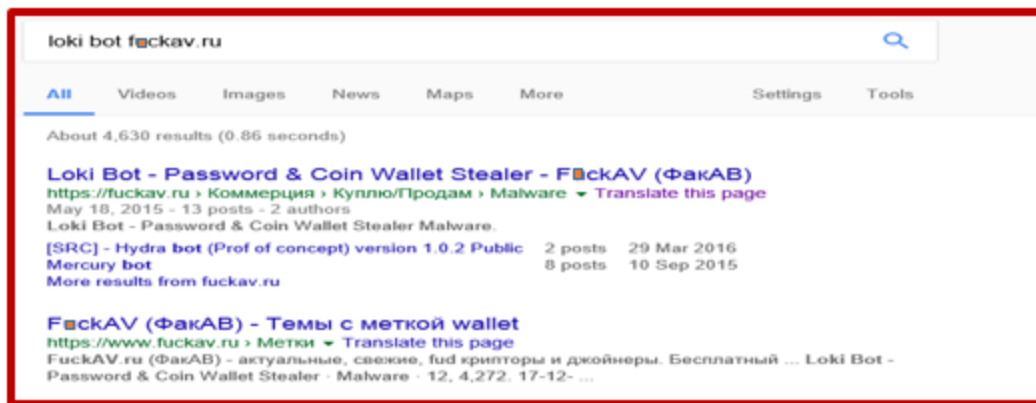 loki bot f■ckav.ru
All Videos Images News Maps More Settings Tools
About 4,630 results (0.86 seconds)
Loki Bot - Password & Coin Wallet Stealer - F■ckAV (ФакАВ)
https://fuckav.ru › Коммерция › Куплю/Продам › Malware ▾ Translate this page
May 18, 2015 - 13 posts - 2 authors
Loki Bot - Password & Coin Wallet Stealer Malware.
[SRC] - Hydra bot (Prof of concept) version 1.0.2 Public 2 posts 29 Mar 2016
Mercury bot 8 posts 10 Sep 2015
More results from fuckav.ru
F■ckAV (ФакАВ) - Темы с меткой wallet
https://www.fuckav.ru › Метки ▾ Translate this page
FuckAV.ru (ФакАВ) - актуальные, свежие, fud крипторы и джойнеры. Бесплатный ... Loki Bot -
Password & Coin Wallet Stealer · Malware · 12, 4,272. 17-12- ...